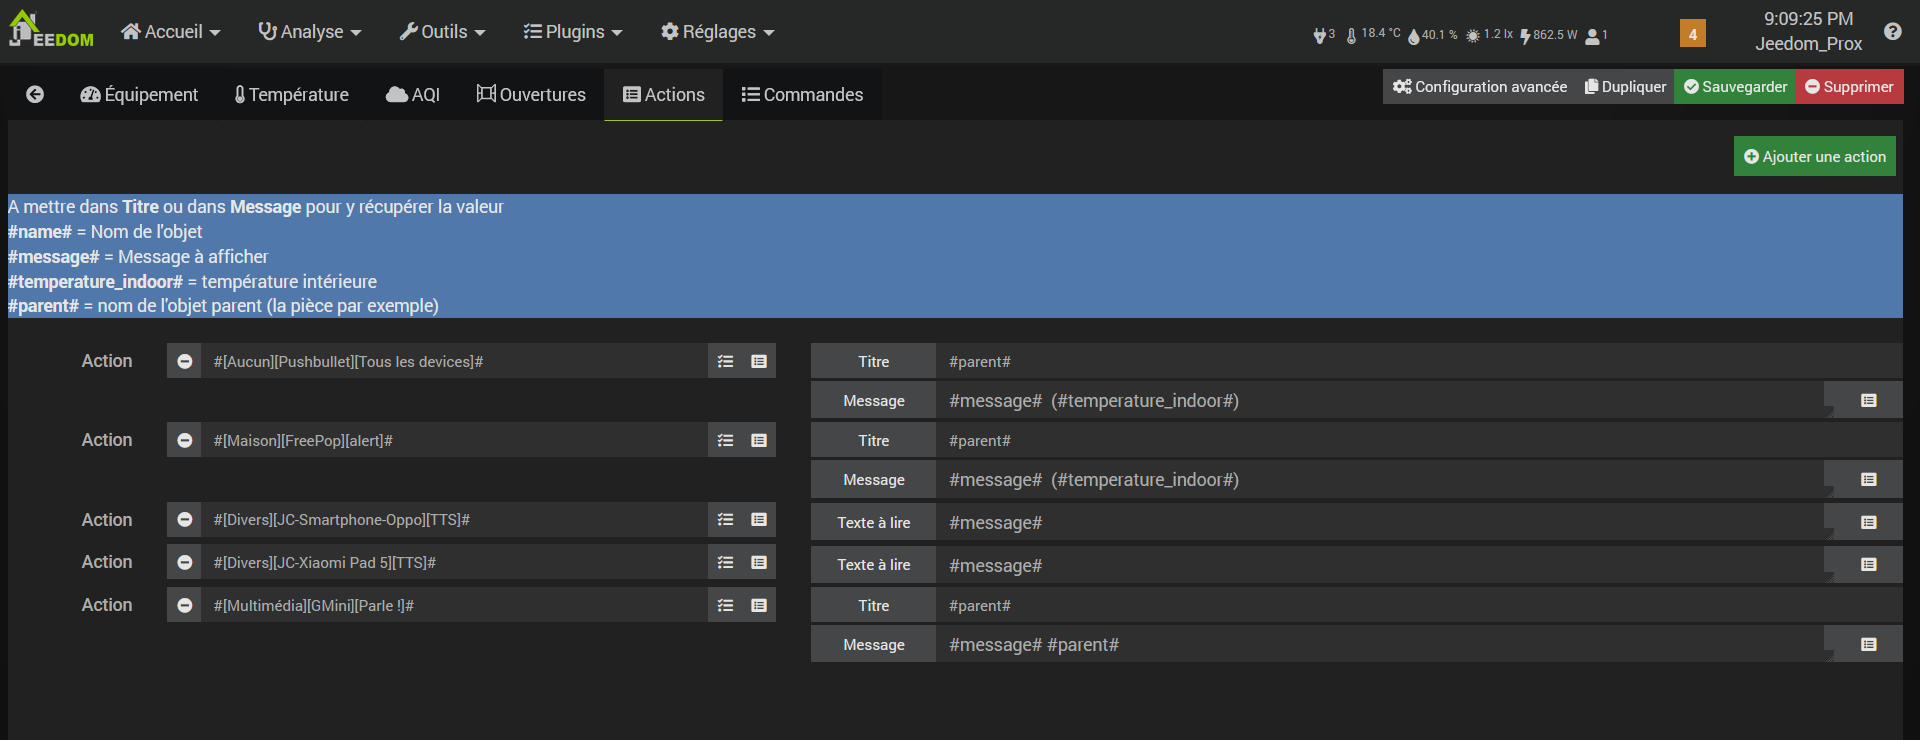 JEEDOM Accueil Analyse Outils Plugins Réglages 3 18.4 °C 40.1 % 1.2 lx 862.5 W 1 4 9:09:25 PM
Jeedom_Prox
Équipement Température AQI Ouvertures Actions Commandes Configuration avancée Dupliquer Sauvegarder Supprimer
Ajouter une action
A mettre dans Titre ou dans Message pour y récupérer la valeur
#name# = Nom de l'objet
#message# = Message à afficher
#temperature_indoor# = température intérieure
#parent# = nom de l'objet parent (la pièce par exemple)
Action #[Aucun][Pushbullet][Tous les devices]# Titre #parent#
Message #message#  (#temperature_indoor#)
Action #[Maison][FreePop][alert]# Titre #parent#
Message #message#  (#temperature_indoor#)
Action #[Divers][JC-Smartphone-Oppo][TTS]# Texte à lire #message#
Action #[Divers][JC-Xiaomi Pad 5][TTS]# Texte à lire #message#
Action #[Multimédia][GMini][Parle !]# Titre #parent#
Message #message# #parent#